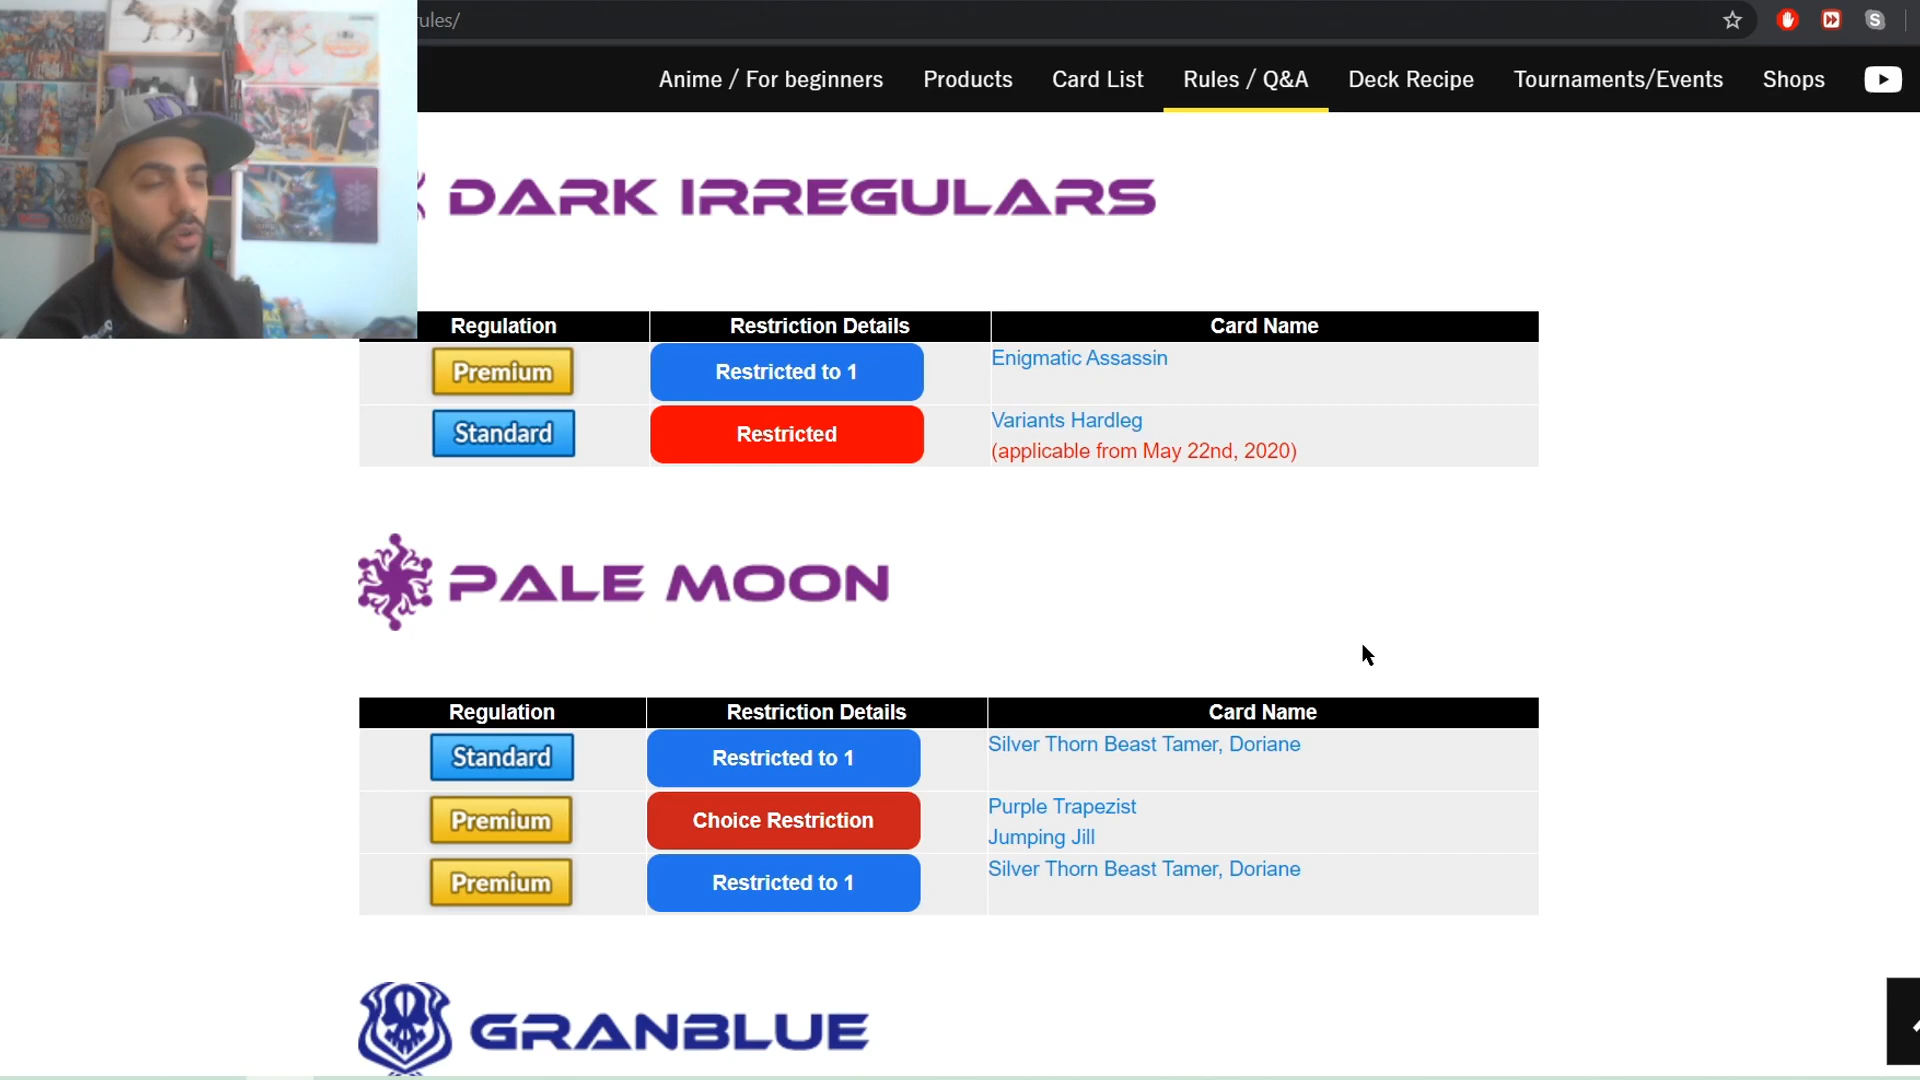 ules/
Anime / For beginners Products Card List Rules / Q&A Deck Recipe Tournaments/Events Shops
DARK IRREGULARS
Regulation Restriction Details Card Name
Premium Restricted to 1 Enigmatic Assassin
Standard Restricted Variants Hardleg
(applicable from May 22nd, 2020)
PALE MOON
Regulation Restriction Details Card Name
Standard Restricted to 1 Silver Thorn Beast Tamer, Doriane
Premium Choice Restriction Purple Trapezist
Jumping Jill
Premium Restricted to 1 Silver Thorn Beast Tamer, Doriane
GRANBLUE